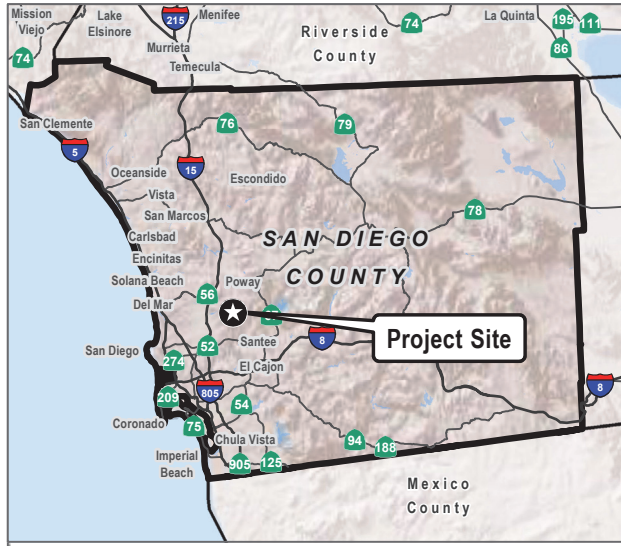 Mission
Viejo
Lake
Elsinore
215
Menifee
Riverside
County
74
La Quinta
195
111
86
74
Murrieta
Temecula
San Clemente
5
76
79
15
Oceanside
Escondido
Vista
San Marcos
78
Carlsbad
SAN DIEGO
COUNTY
Encinitas
Solana Beach
Poway
56
Del Mar
Project Site
8
San Diego
52
Santee
274
El Cajon
805
8
209
54
Coronado
75
Chula Vista
94
188
Imperial
Beach
905
125
Mexico
County